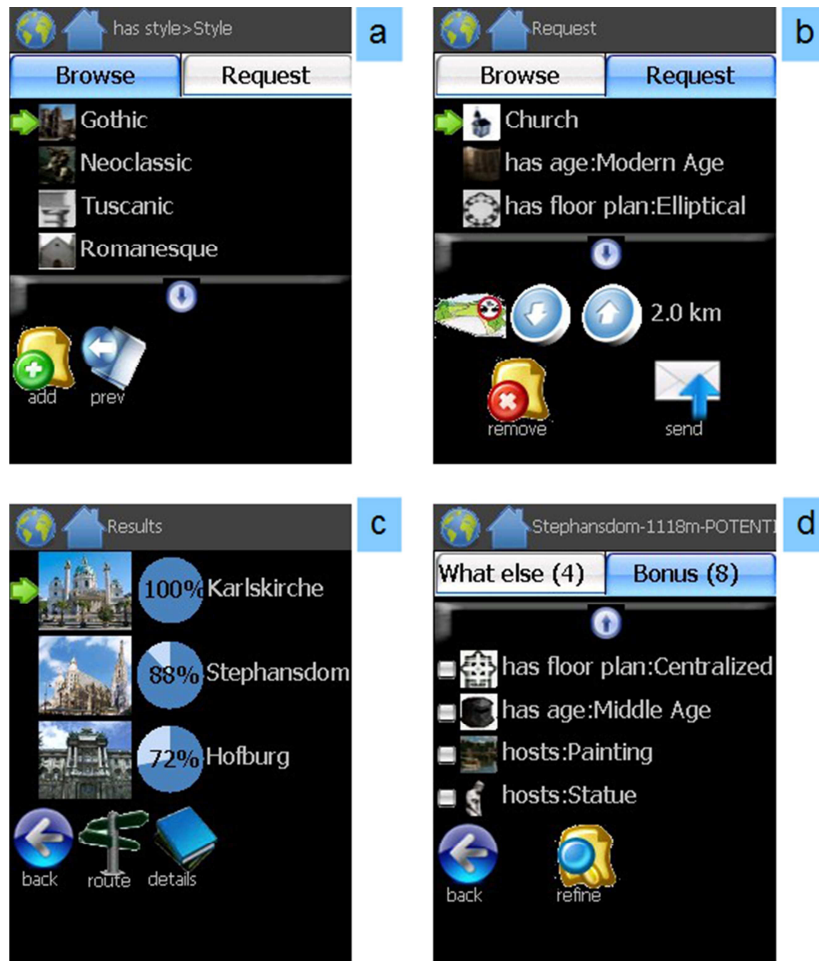 has style>Style
a
Browse
Request
Gothic
Neoclassic
Tuscanic
Romanesque
add
prev
Request
b
Browse
Request
Church
has age:Modern Age
has floor plan:Elliptical
2.0 km
remove
send
Results
c
100%
Karlskirche
88%
Stephansdom
72%
Hofburg
back
route
details
Stephansdom-1118m-POTENTI
d
What else (4)
Bonus (8)
has floor plan:Centralized
has age:Middle Age
hosts:Painting
hosts:Statue
back
refine